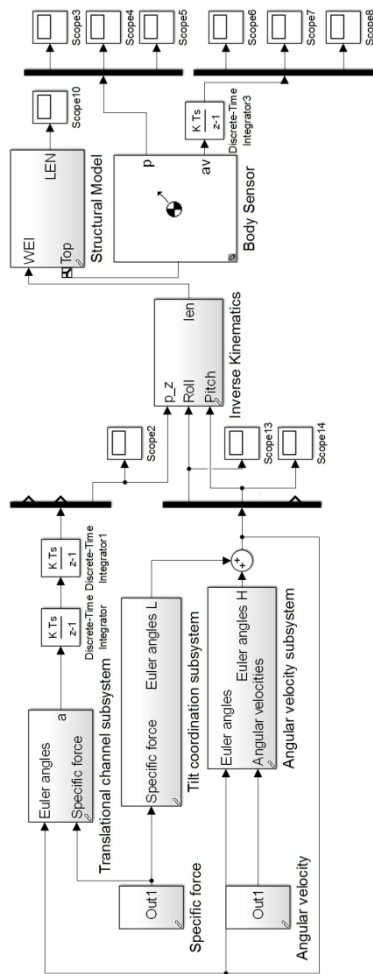 Out1
Specific force
Out1
Angular velocity
Euler angles
Specific force
a
Translational channel subsystem
Specific force
Euler angles L
Tilt coordination subsystem
Euler angles
Euler angles H
Angular velocities
Angular velocity subsystem
+
+
K Ts
z-1
Discrete-Time
Integrator
K Ts
z-1
Discrete-Time
Integrator1
Scope2
Scope13
Scope14
p_z
Roll
Pitch
len
Inverse Kinematics
WEI
LEN
Top
Structural Model
Scope10
p
av
Body Sensor
K Ts
z-1
Discrete-Time
Integrator3
Scope3
Scope4
Scope5
Scope6
Scope7
Scope8